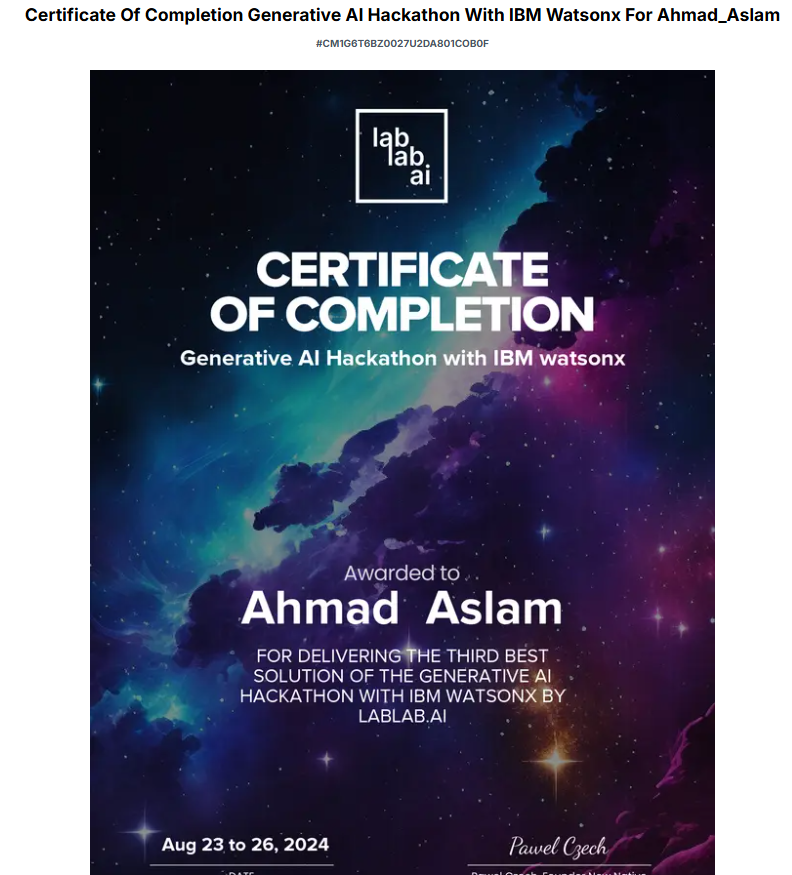 Certificate Of Completion Generative AI Hackathon With IBM Watsonx For Ahmad_Aslam
#CM1G6T6BZ0027U2DA801COB0F
lab
lab
ai
CERTIFICATE
OF COMPLETION
Generative AI Hackathon with IBM watsonx
Awarded to
Ahmad Aslam
FOR DELIVERING THE THIRD BEST
SOLUTION OF THE GENERATIVE AI
HACKATHON WITH IBM WATSONX BY
LABLAB.AI
Aug 23 to 26, 2024
Pawel Czech
DATE
Pawel Czech, Founder New Native